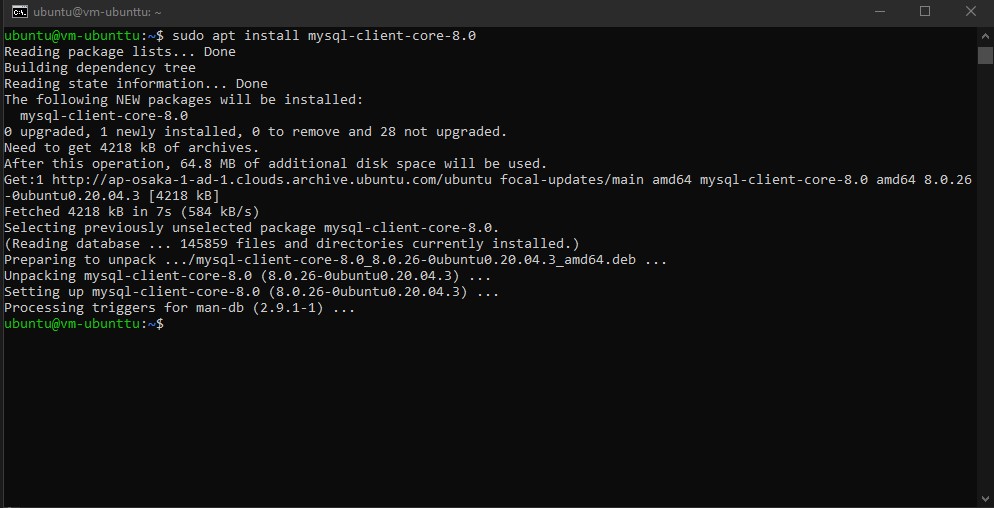 ubuntu@vm-ubunttu: ~
ubuntu@vm-ubunttu:~$ sudo apt install mysql-client-core-8.0
Reading package lists... Done
Building dependency tree
Reading state information... Done
The following NEW packages will be installed:
  mysql-client-core-8.0
0 upgraded, 1 newly installed, 0 to remove and 28 not upgraded.
Need to get 4218 kB of archives.
After this operation, 64.8 MB of additional disk space will be used.
Get:1 http://ap-osaka-1-ad-1.clouds.archive.ubuntu.com/ubuntu focal-updates/main amd64 mysql-client-core-8.0 amd64 8.0.26
-0ubuntu0.20.04.3 [4218 kB]
Fetched 4218 kB in 7s (584 kB/s)
Selecting previously unselected package mysql-client-core-8.0.
(Reading database ... 145859 files and directories currently installed.)
Preparing to unpack .../mysql-client-core-8.0_8.0.26-0ubuntu0.20.04.3_amd64.deb ...
Unpacking mysql-client-core-8.0 (8.0.26-0ubuntu0.20.04.3) ...
Setting up mysql-client-core-8.0 (8.0.26-0ubuntu0.20.04.3) ...
Processing triggers for man-db (2.9.1-1) ...
ubuntu@vm-ubunttu:~$